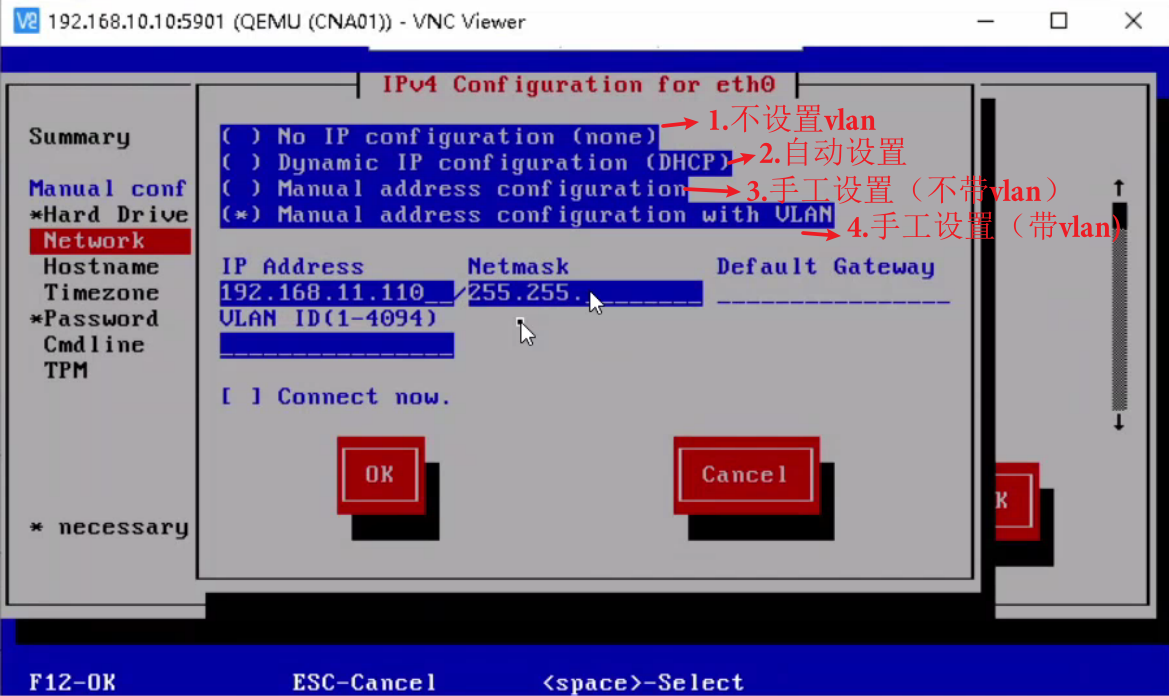 192.168.10.10:5901 (QEMU (CNA01)) - VNC Viewer
IPv4 Configuration for eth0
Summary
( ) No IP configuration (none)
1.不设置vlan
( ) Dynamic IP configuration (DHCP)
2.自动设置
Manual conf
( ) Manual address configuration
3.手工设置（不带vlan）
*Hard Drive
(*) Manual address configuration with VLAN
4.手工设置（带vlan)
Network
Hostname
IP Address Netmask Default Gateway
Timezone
192.168.11.110__/255.255._________ ________________
*Password
VLAN ID(1-4094)
Cmdline
________________
TPM
[ ] Connect now.
OK
Cancel
K
* necessary
F12-OK ESC-Cancel <space>-Select